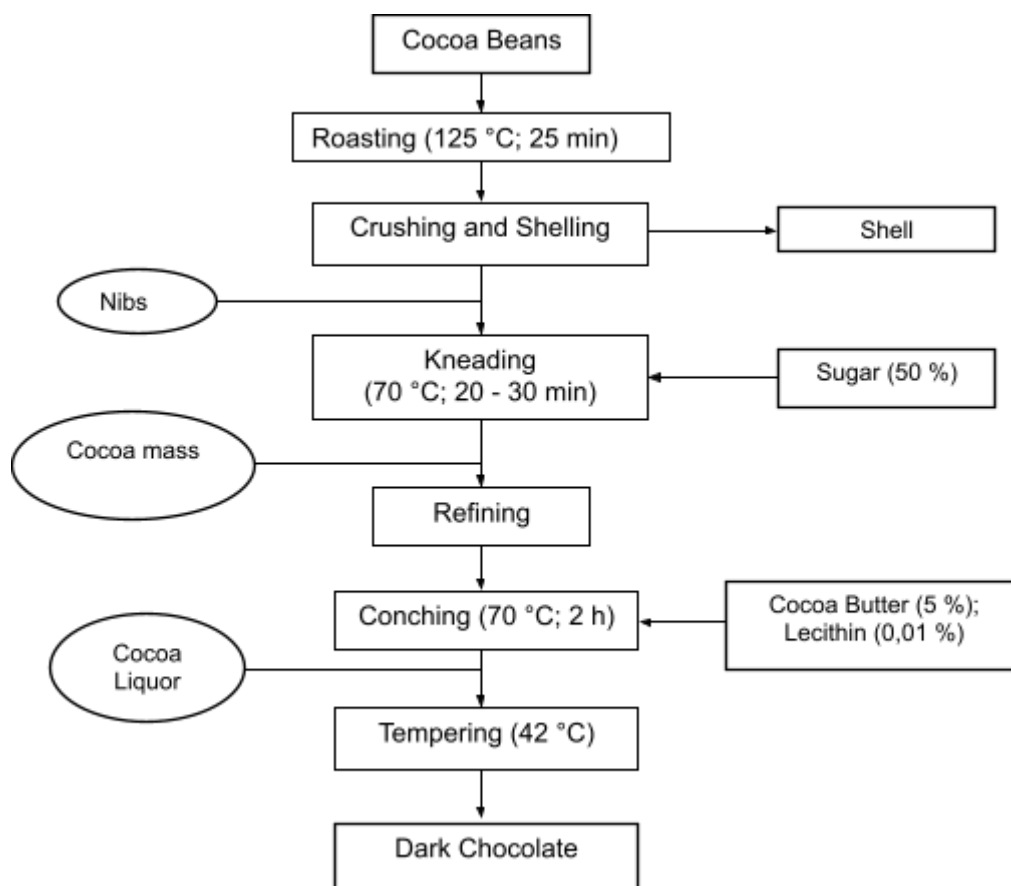 Cocoa Beans
Roasting (125 °C; 25 min)
Crushing and Shelling
Shell
Nibs
Kneading
(70 °C; 20 - 30 min)
Sugar (50 %)
Cocoa mass
Refining
Conching (70 °C; 2 h)
Cocoa Butter (5 %);
Lecithin (0,01 %)
Cocoa
Liquor
Tempering (42 °C)
Dark Chocolate